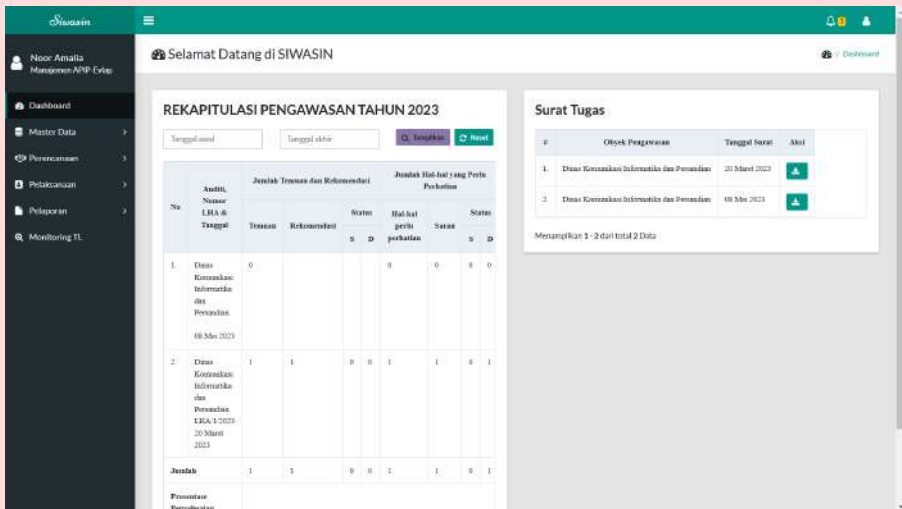 Siwasin
Selamat Datang di SIWASIN
/ Dashboard
Noor Amalia
Manajemen APIP Evlap
Dashboard
Master Data
Perencanaan
Pelaksanaan
Pelaporan
Monitoring TL
REKAPITULASI PENGAWASAN TAHUN 2023
Tanggal awal Tanggal akhir Tampilkan Reset
No
Auditi,
Nomor
LHA &
Tanggal
Jumlah Temuan dan Rekomendasi
Temuan Rekomendasi Status
S D
Jumlah Hal-hal yang Perlu
Perhatian
Hal-hal
perlu
perhatian
Saran Status
S D
1. Dinas 0 0 0 0 0
Komunikasi
Informatika
dan
Persandian
08 Mei 2023
2. Dinas 1 1 0 0 1 1 0 1
Komunikasi
Informatika
dan
Persandian
LHA/1/2023
20 Maret
2023
Jumlah 1 1 0 0 1 1 0 1
Surat Tugas
# Obyek Pengawasan Tanggal Surat Aksi
1. Dinas Komunikasi Informatika dan Persandian 20 Maret 2023
2. Dinas Komunikasi Informatika dan Persandian 08 Mei 2023
Menampilkan 1 - 2 dari total 2 Data